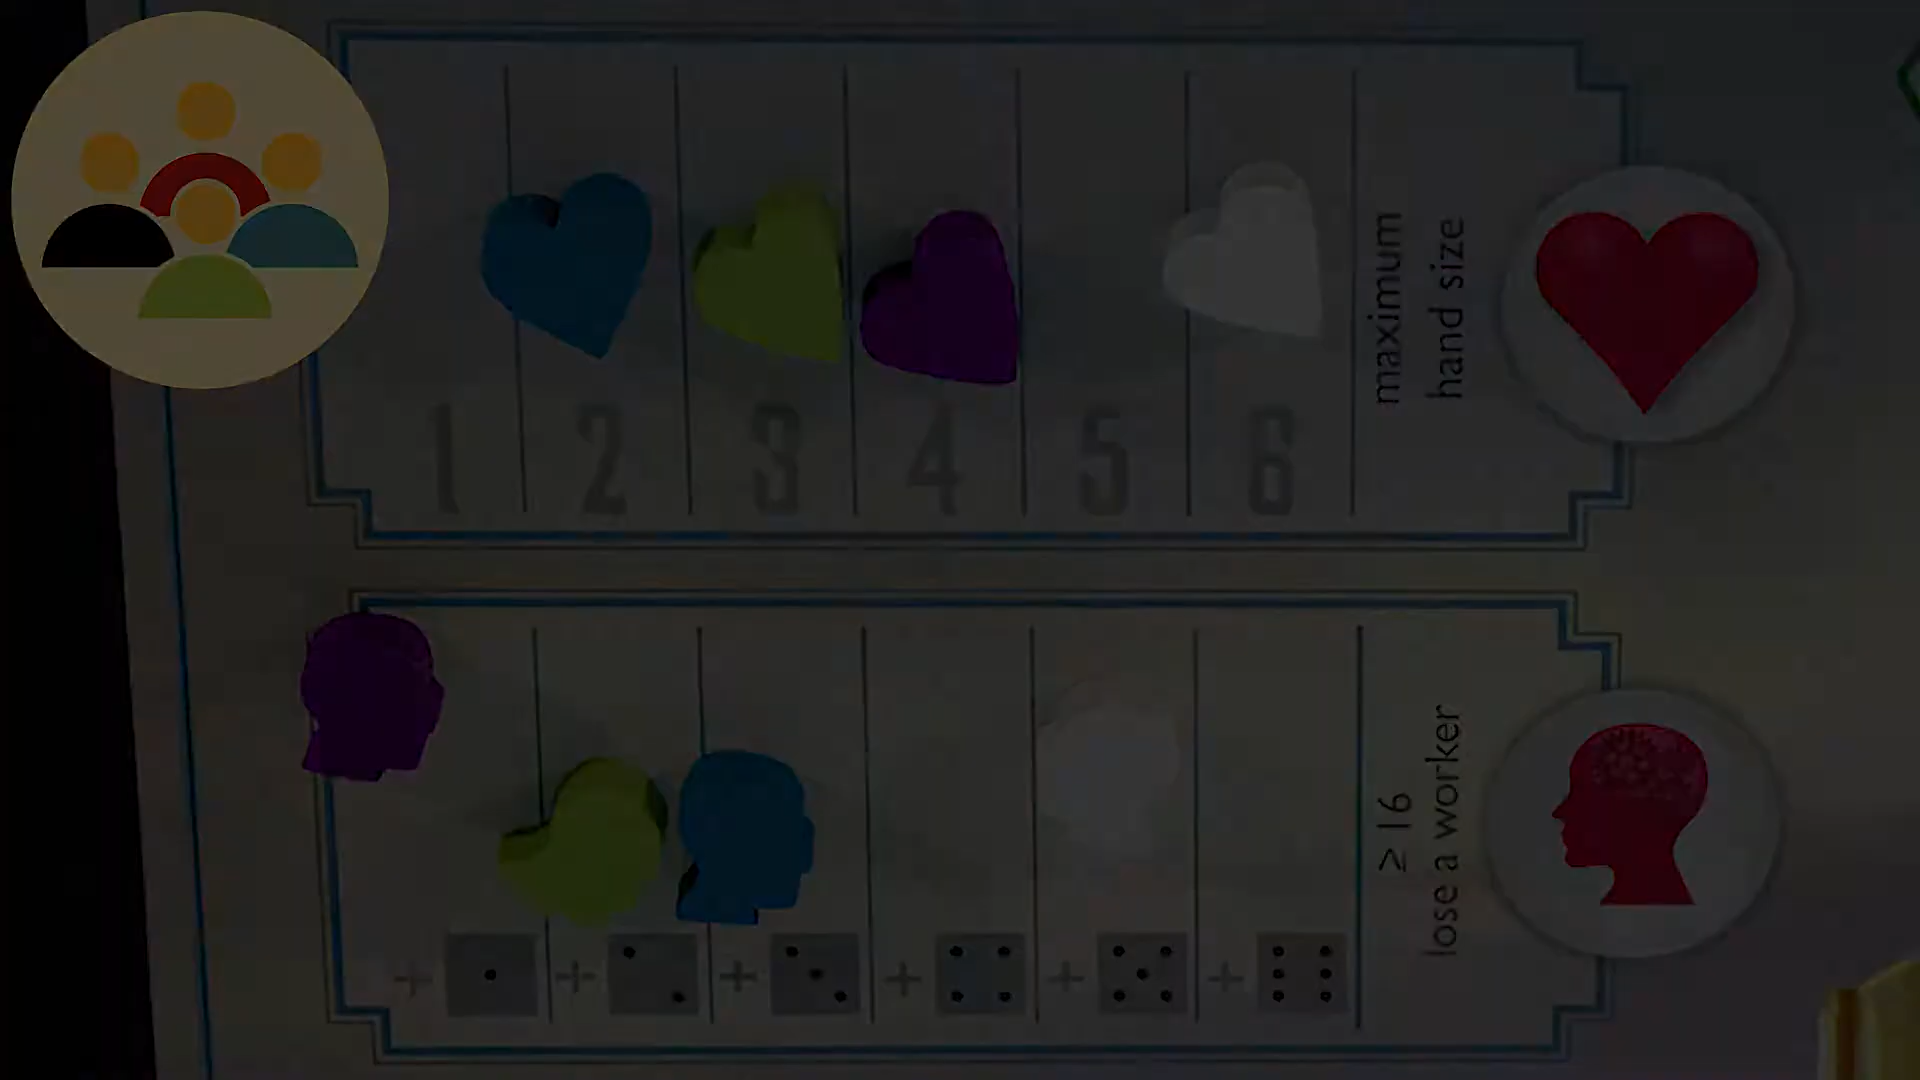 1 2 3 4 5 6
maximum
hand size
+ + + + + +
≥ 16
lose a worker